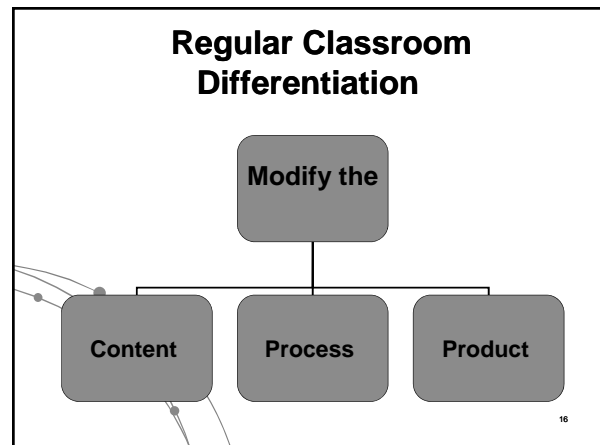 Regular Classroom
Differentiation
Modify the
Content
Process
Product
16